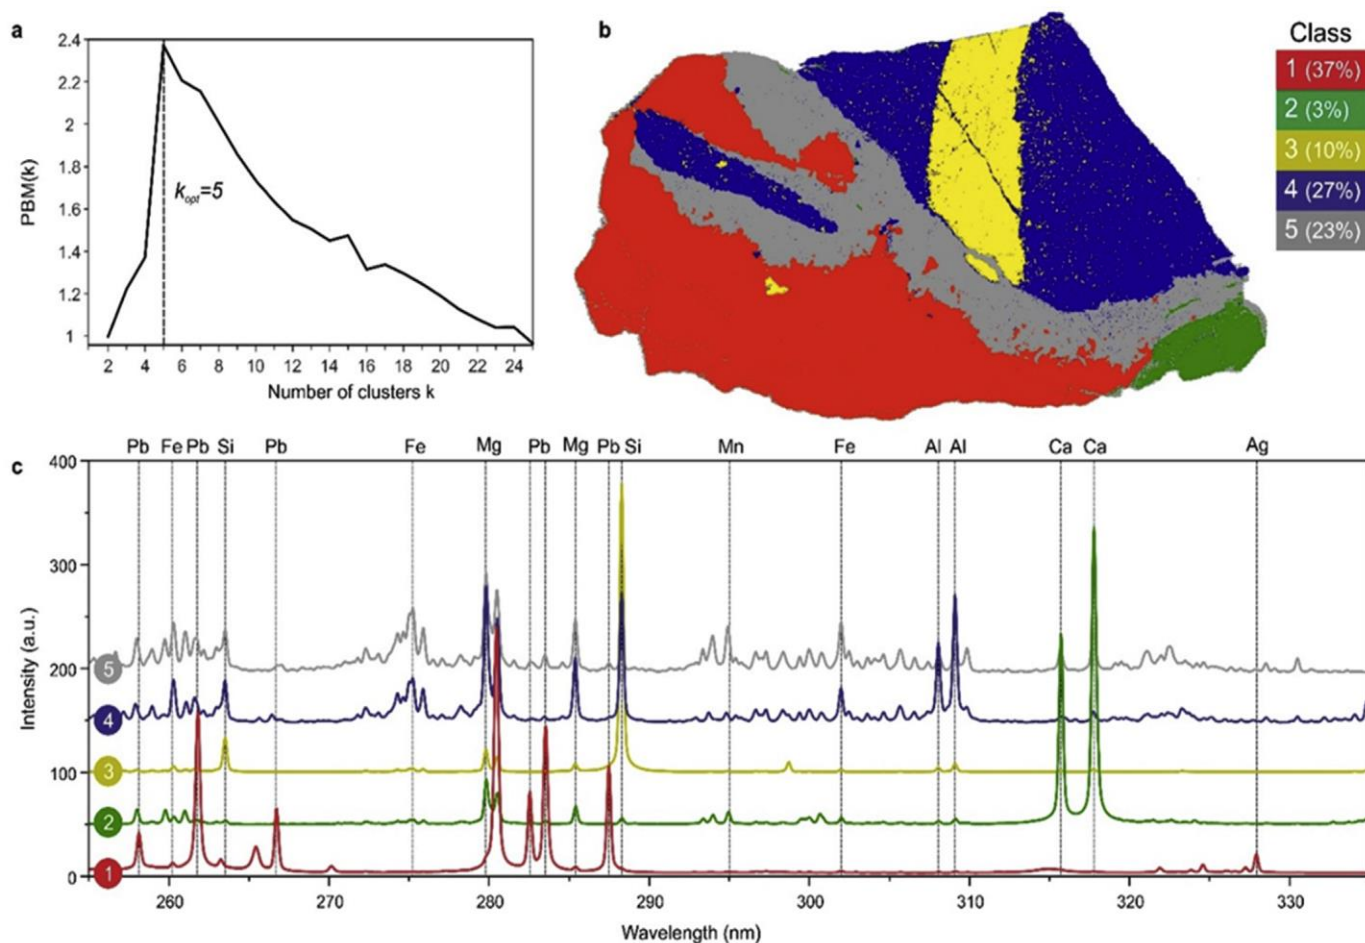 a
2.4
2.2
2
1.8
1.6
1.4
1.2
1
PBM(k)
k_opt=5
2 4 6 8 10 12 14 16 18 20 22 24
Number of clusters k
b
Class
1 (37%)
2 (3%)
3 (10%)
4 (27%)
5 (23%)
c
Pb Fe Pb Si Pb Fe Mg Pb Mg Pb Si Mn Fe Al Al Ca Ca Ag
400
300
200
100
0
Intensity (a.u.)
5
4
3
2
1
260 270 280 290 300 310 320 330
Wavelength (nm)